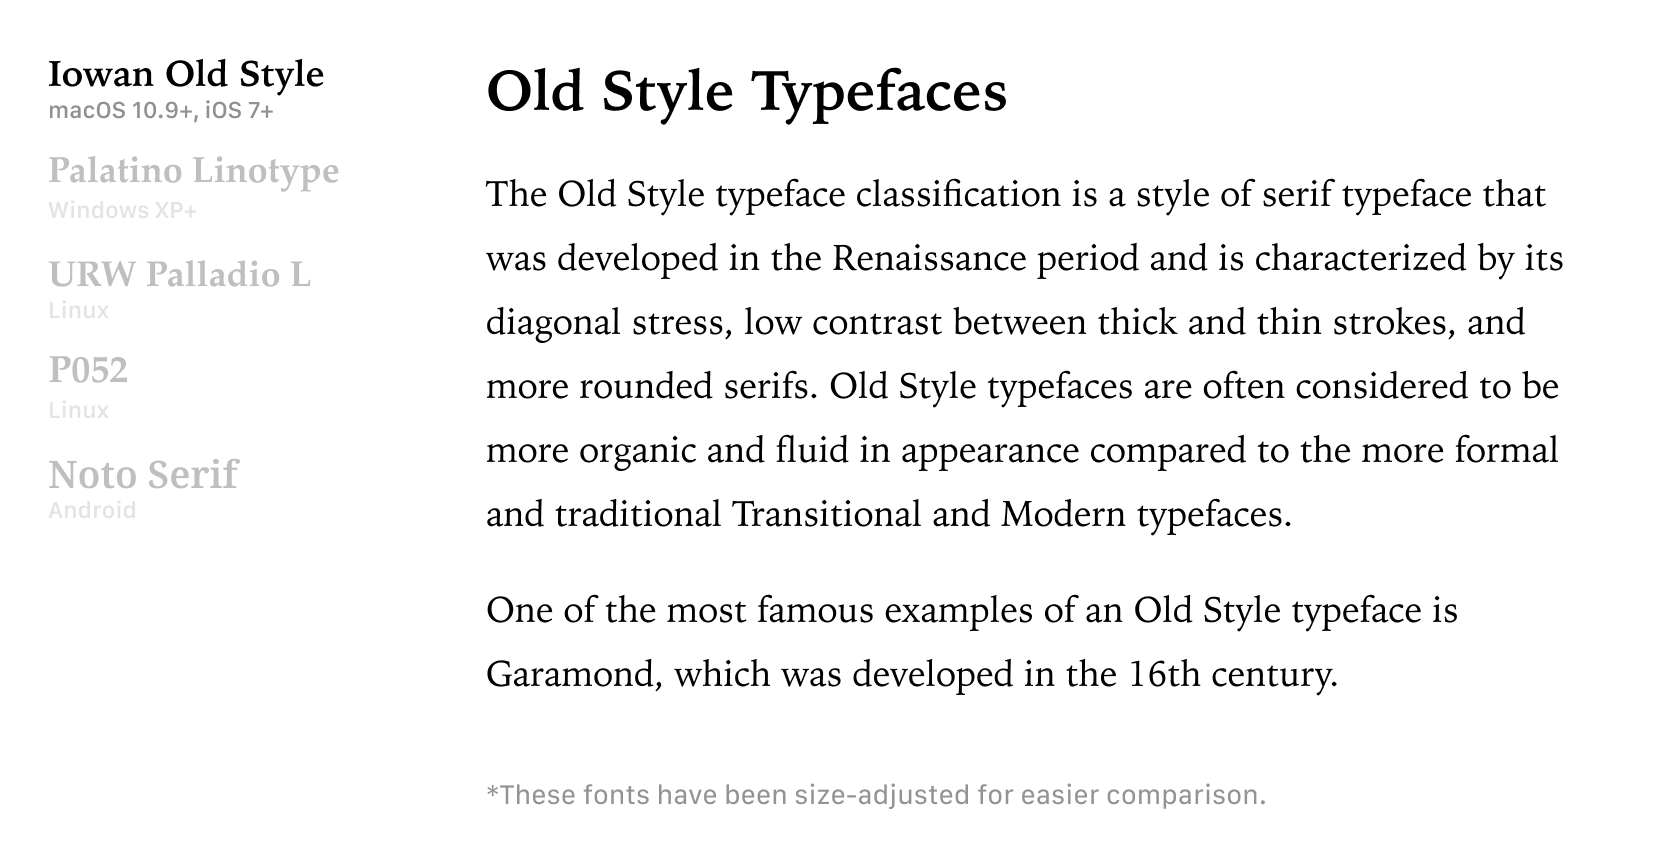 Iowan Old Style
macOS 10.9+, iOS 7+
Palatino Linotype
Windows XP+
URW Palladio L
Linux
P052
Linux
Noto Serif
Android
Old Style Typefaces
The Old Style typeface classification is a style of serif typeface that
was developed in the Renaissance period and is characterized by its
diagonal stress, low contrast between thick and thin strokes, and
more rounded serifs. Old Style typefaces are often considered to be
more organic and fluid in appearance compared to the more formal
and traditional Transitional and Modern typefaces.
One of the most famous examples of an Old Style typeface is
Garamond, which was developed in the 16th century.
*These fonts have been size-adjusted for easier comparison.